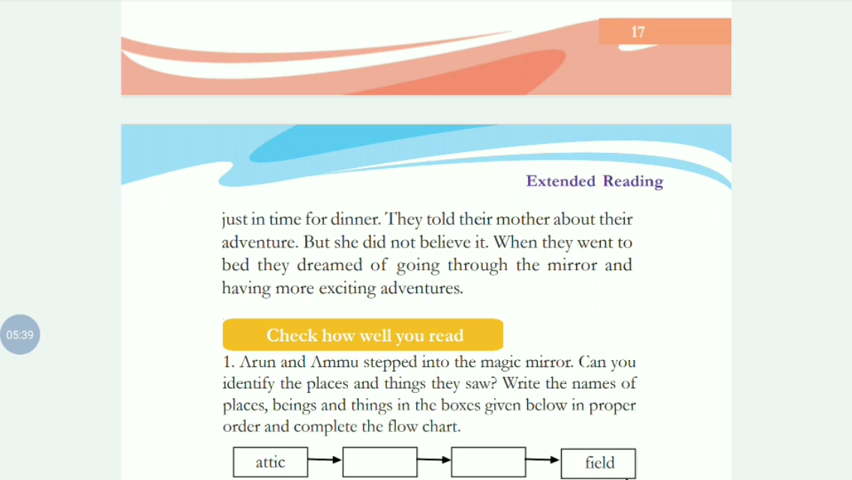 17
Extended Reading
just in time for dinner. They told their mother about their
adventure. But she did not believe it. When they went to
bed they dreamed of going through the mirror and
having more exciting adventures.
05:39
Check how well you read
1. Arun and Ammu stepped into the magic mirror. Can you
identify the places and things they saw? Write the names of
places, beings and things in the boxes given below in proper
order and complete the flow chart.
attic
field